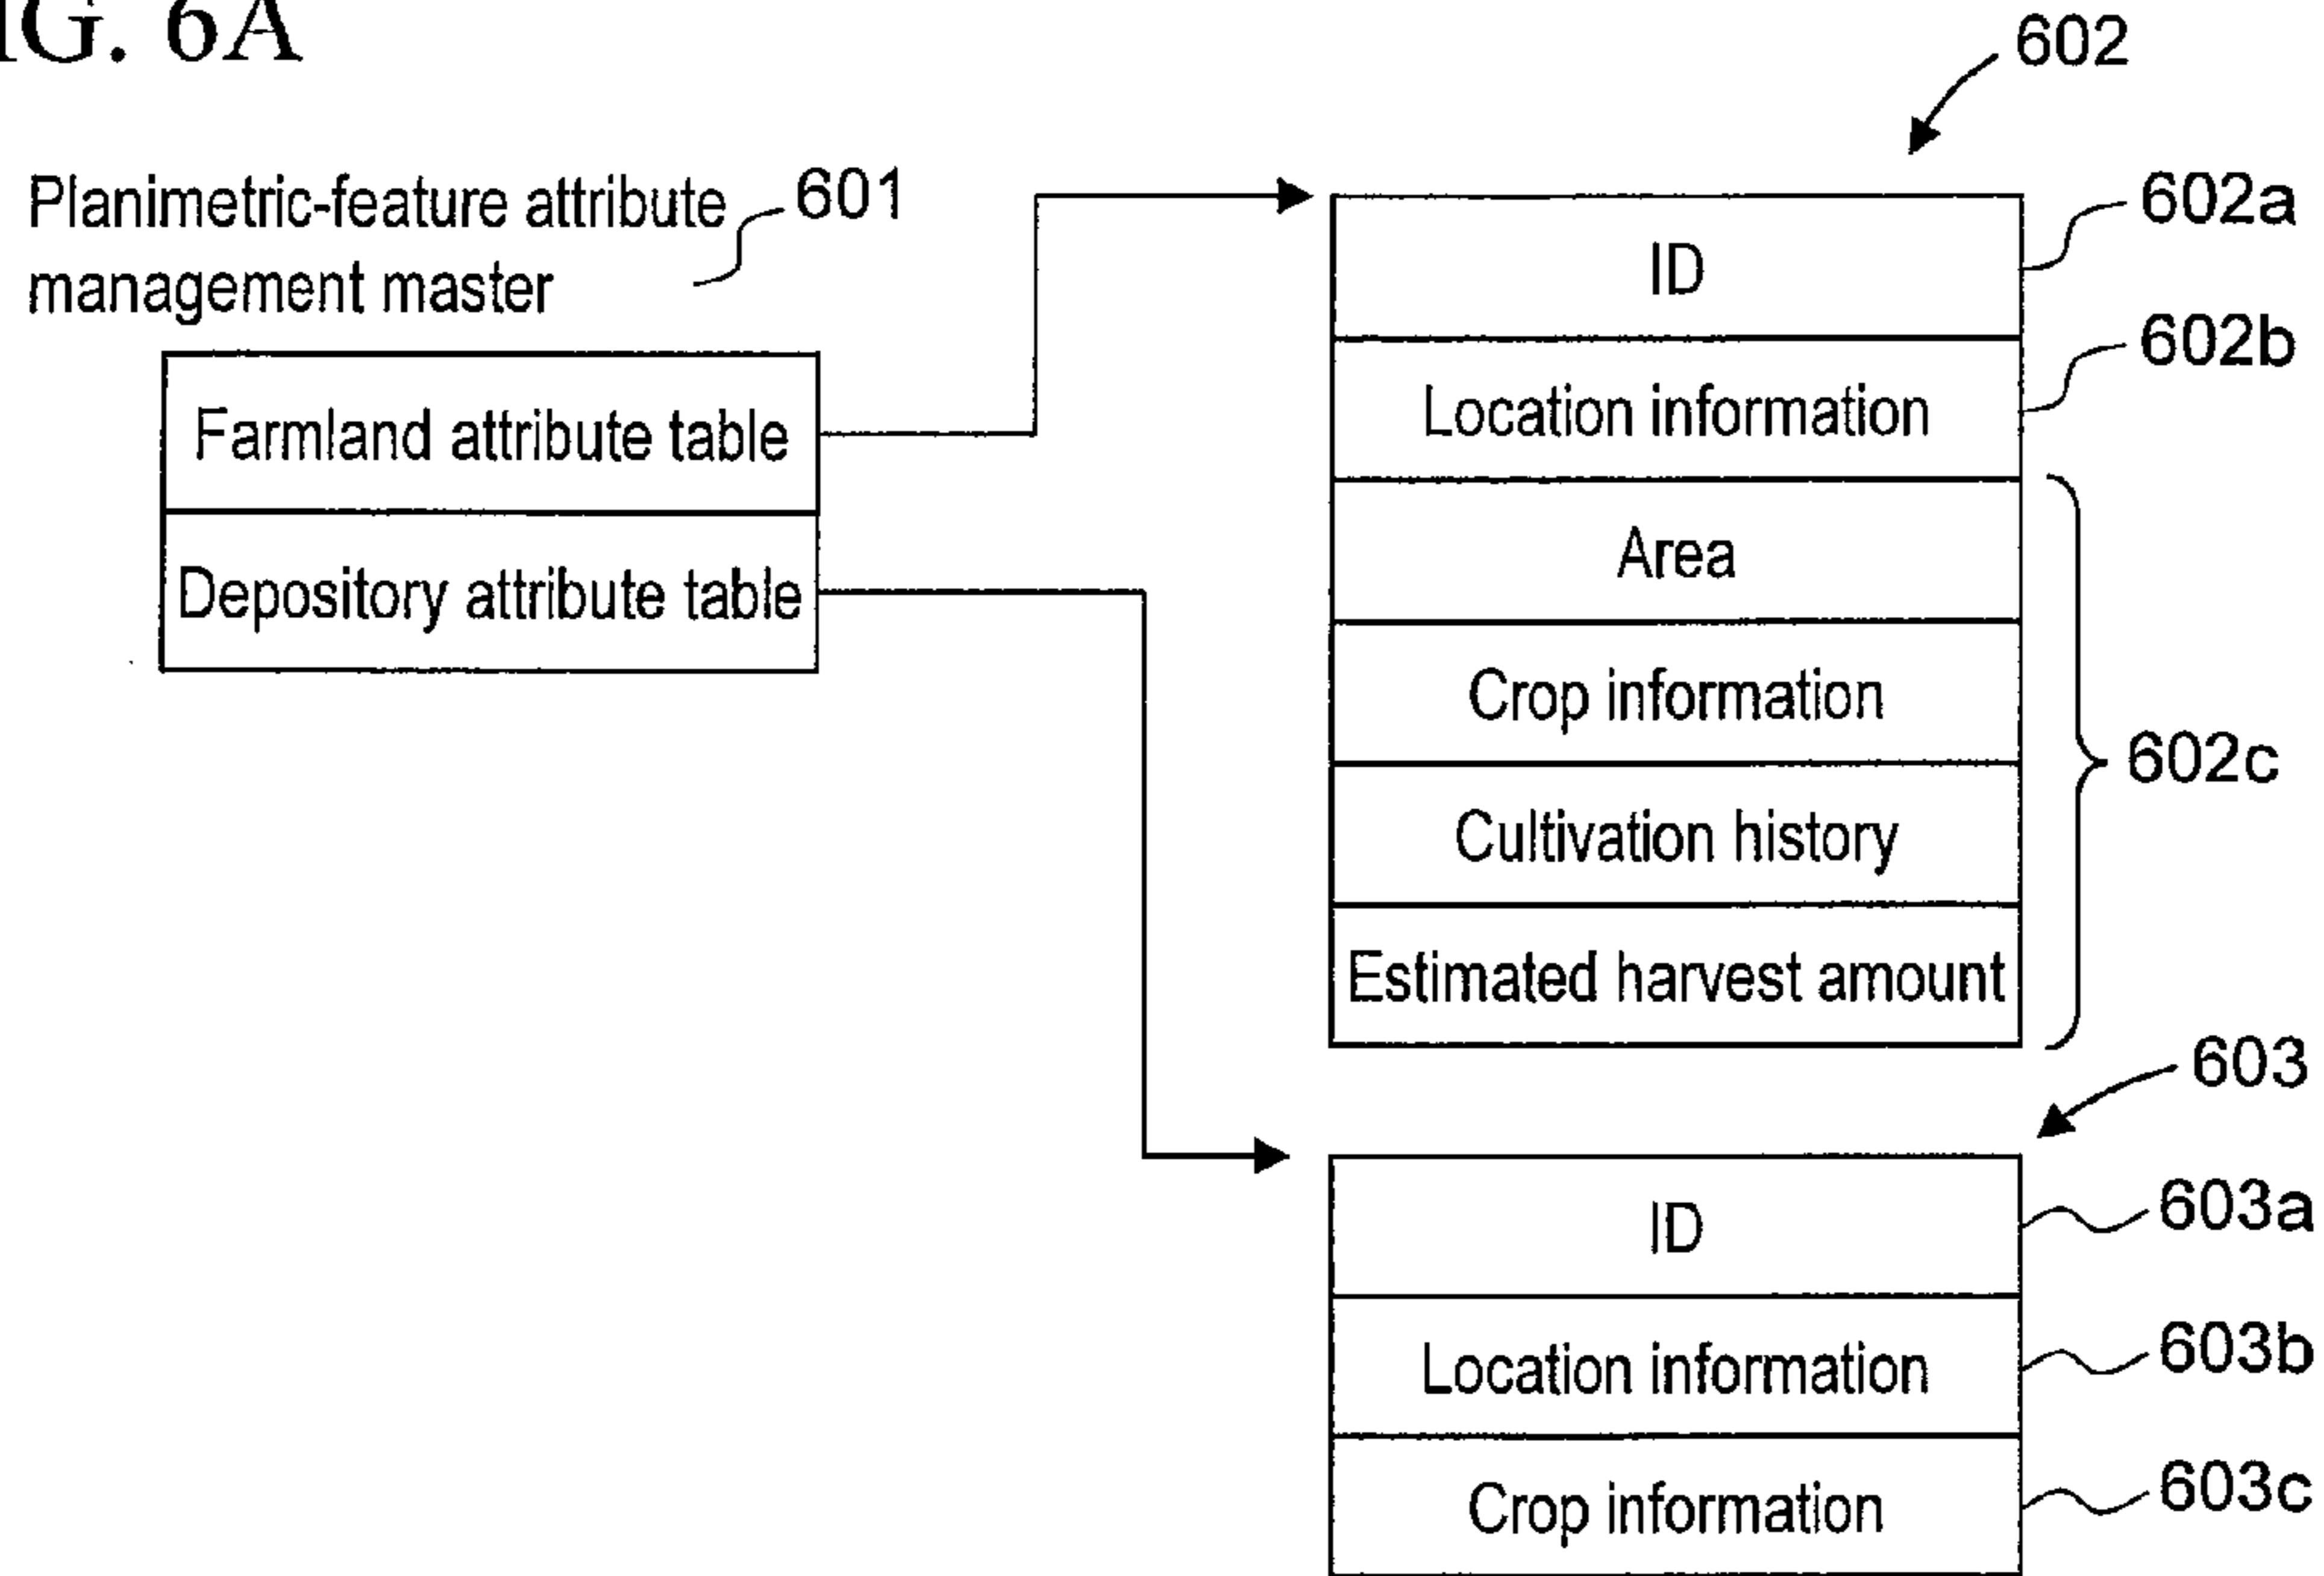 FIG. 6A
602
Planimetric-feature attribute
management master
601
Farmland attribute table
Depository attribute table
ID
602a
Location information
602b
Area
Crop information
Cultivation history
Estimated harvest amount
602c
603
ID
603a
Location information
603b
Crop information
603c